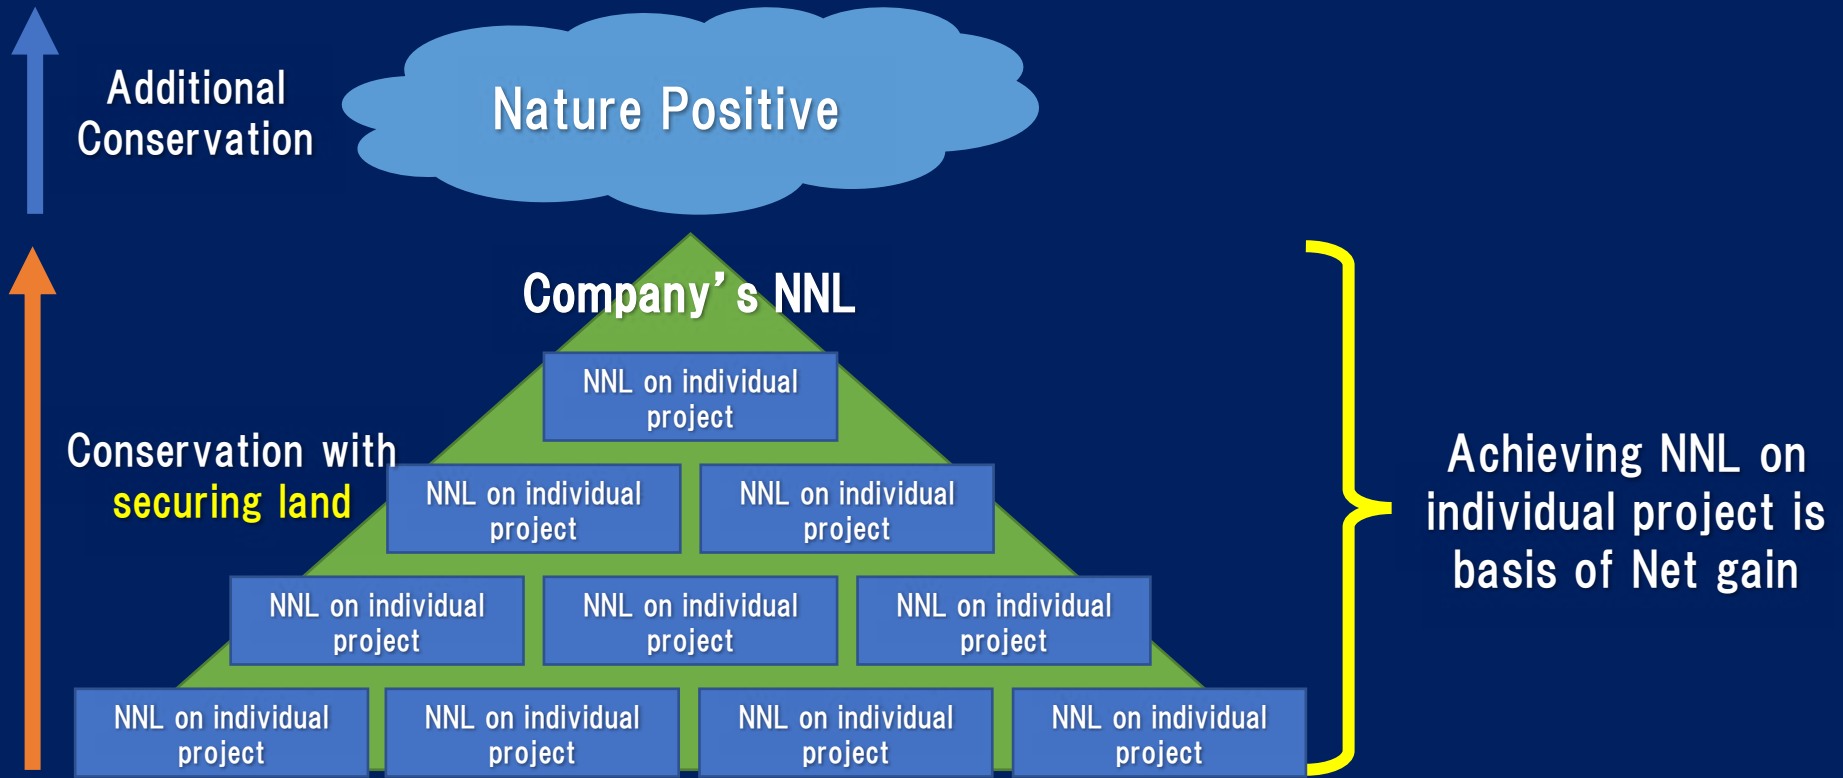 Additional
Conservation
Nature Positive
Company’s NNL
NNL on individual
project
Conservation with
securing land
NNL on individual
project
NNL on individual
project
Achieving NNL on
individual project is
basis of Net gain
NNL on individual
project
NNL on individual
project
NNL on individual
project
NNL on individual
project
NNL on individual
project
NNL on individual
project
NNL on individual
project